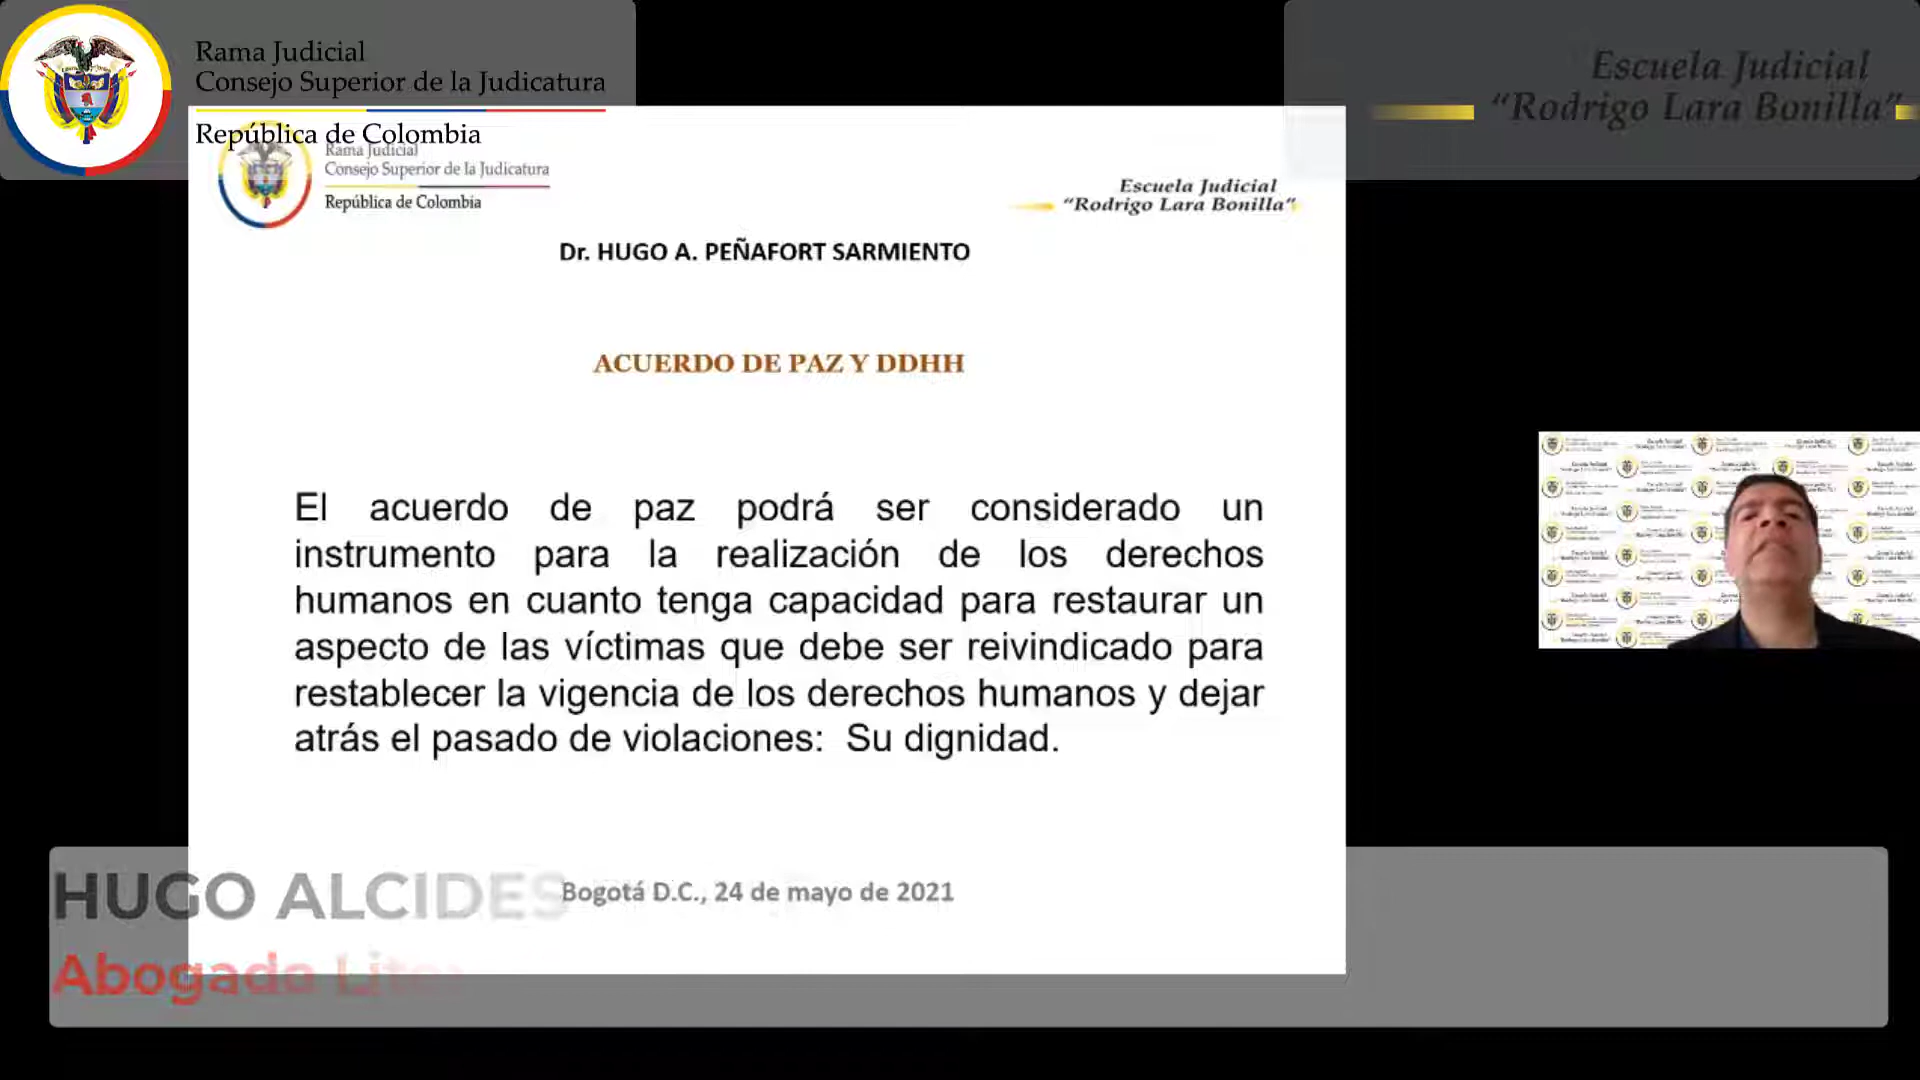 Rama Judicial
Consejo Superior de la Judicatura
República de Colombia
Escuela Judicial
“Rodrigo Lara Bonilla”
Rama Judicial
Consejo Superior de la Judicatura
República de Colombia
Escuela Judicial
“Rodrigo Lara Bonilla”
Dr. HUGO A. PEÑAFORT SARMIENTO
ACUERDO DE PAZ Y DDHH
El acuerdo de paz podrá ser considerado un
instrumento para la realización de los derechos
humanos en cuanto tenga capacidad para restaurar un
aspecto de las víctimas que debe ser reivindicado para
restablecer la vigencia de los derechos humanos y dejar
atrás el pasado de violaciones: Su dignidad.
HUGO ALCIDES
Bogotá D.C., 24 de mayo de 2021
Abogado